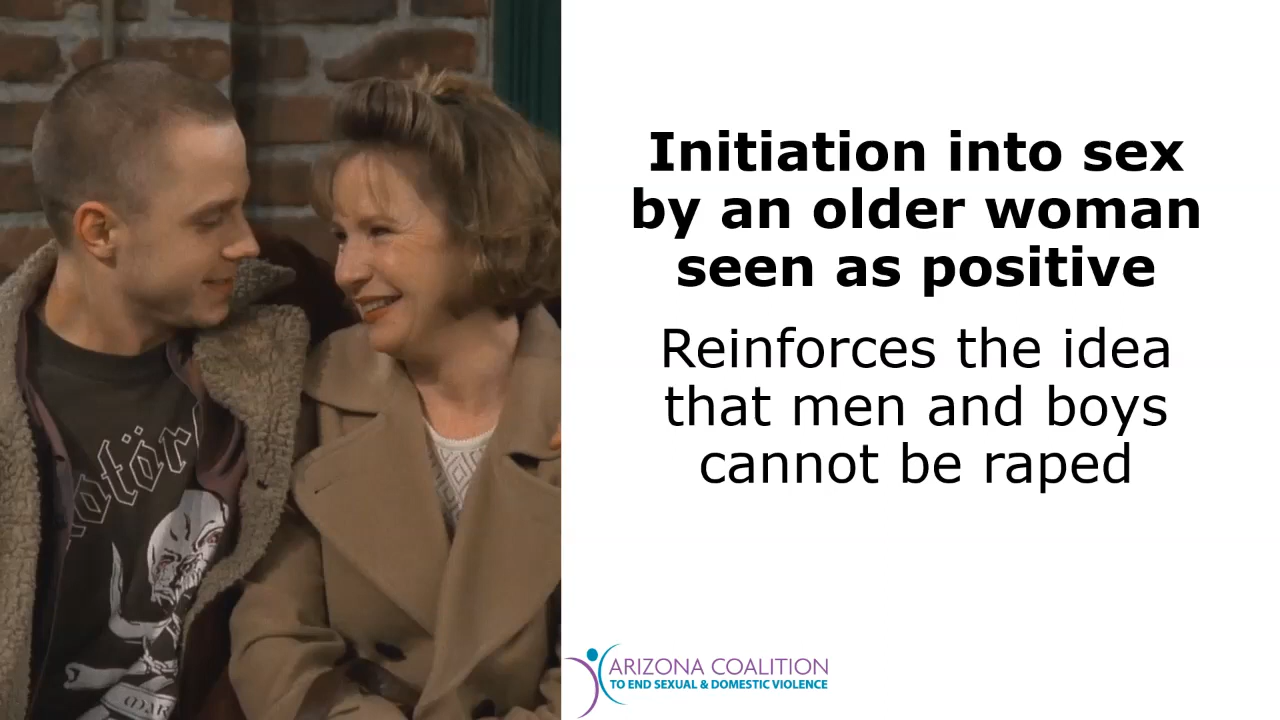 Initiation into sex
by an older woman
seen as positive
Reinforces the idea
that men and boys
cannot be raped
otör
ARIZONA COALITION
TO END SEXUAL & DOMESTIC VIOLENCE